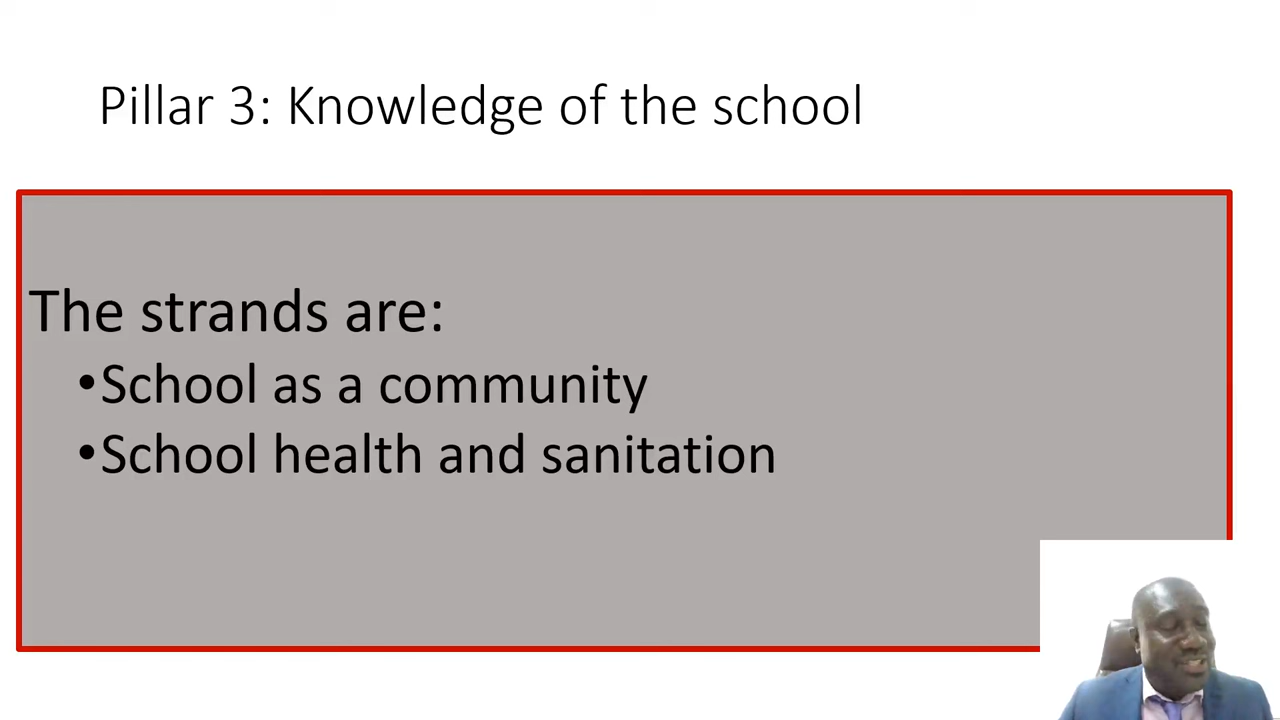 Pillar 3: Knowledge of the school
The strands are:
•School as a community
•School health and sanitation